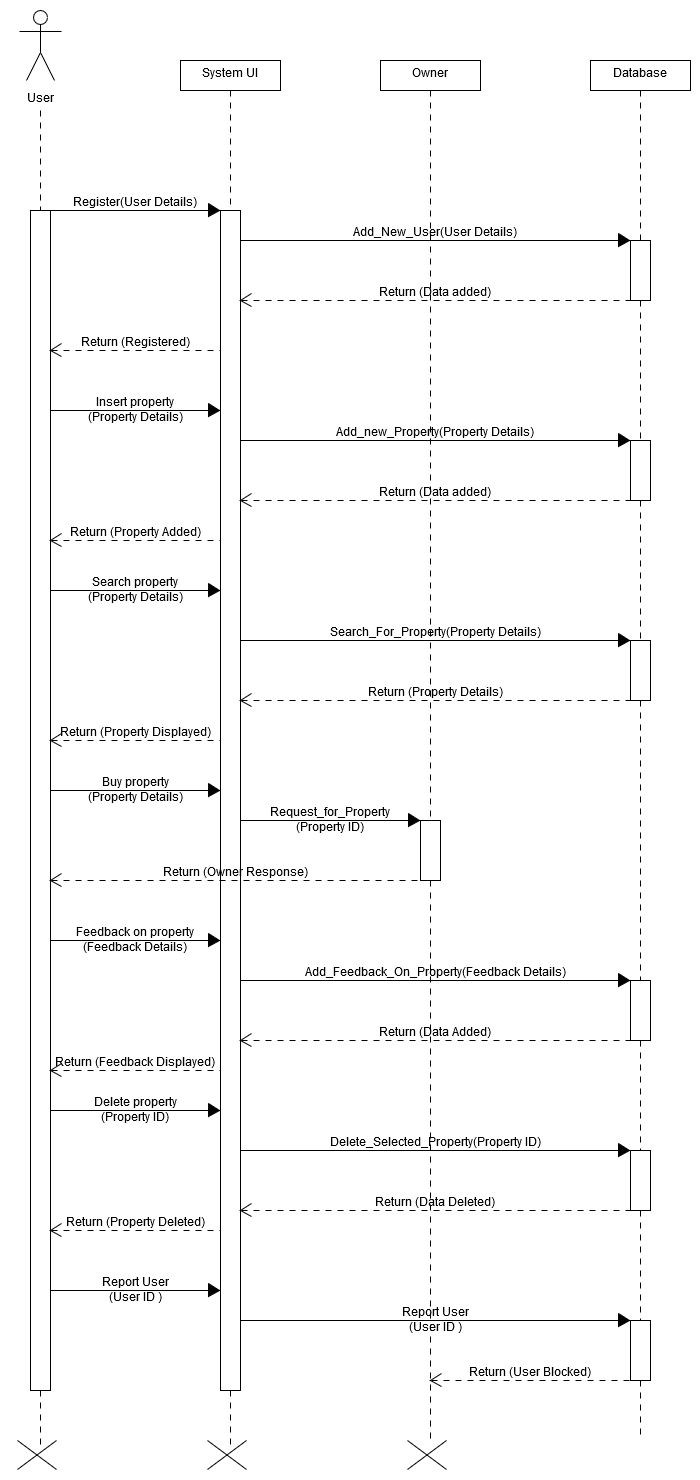 User
System UI
Owner
Database
Register(User Details)
Add_New_User(User Details)
Return (Data added)
Return (Registered)
Insert property
(Property Details)
Add_new_Property(Property Details)
Return (Data added)
Return (Property Added)
Search property
(Property Details)
Search_For_Property(Property Details)
Return (Property Details)
Return (Property Displayed)
Buy property
(Property Details)
Request_for_Property
(Property ID)
Return (Owner Response)
Feedback on property
(Feedback Details)
Add_Feedback_On_Property(Feedback Details)
Return (Data Added)
Return (Feedback Displayed)
Delete property
(Property ID)
Delete_Selected_Property(Property ID)
Return (Data Deleted)
Return (Property Deleted)
Report User
(User ID )
Report User
(User ID )
Return (User Blocked)